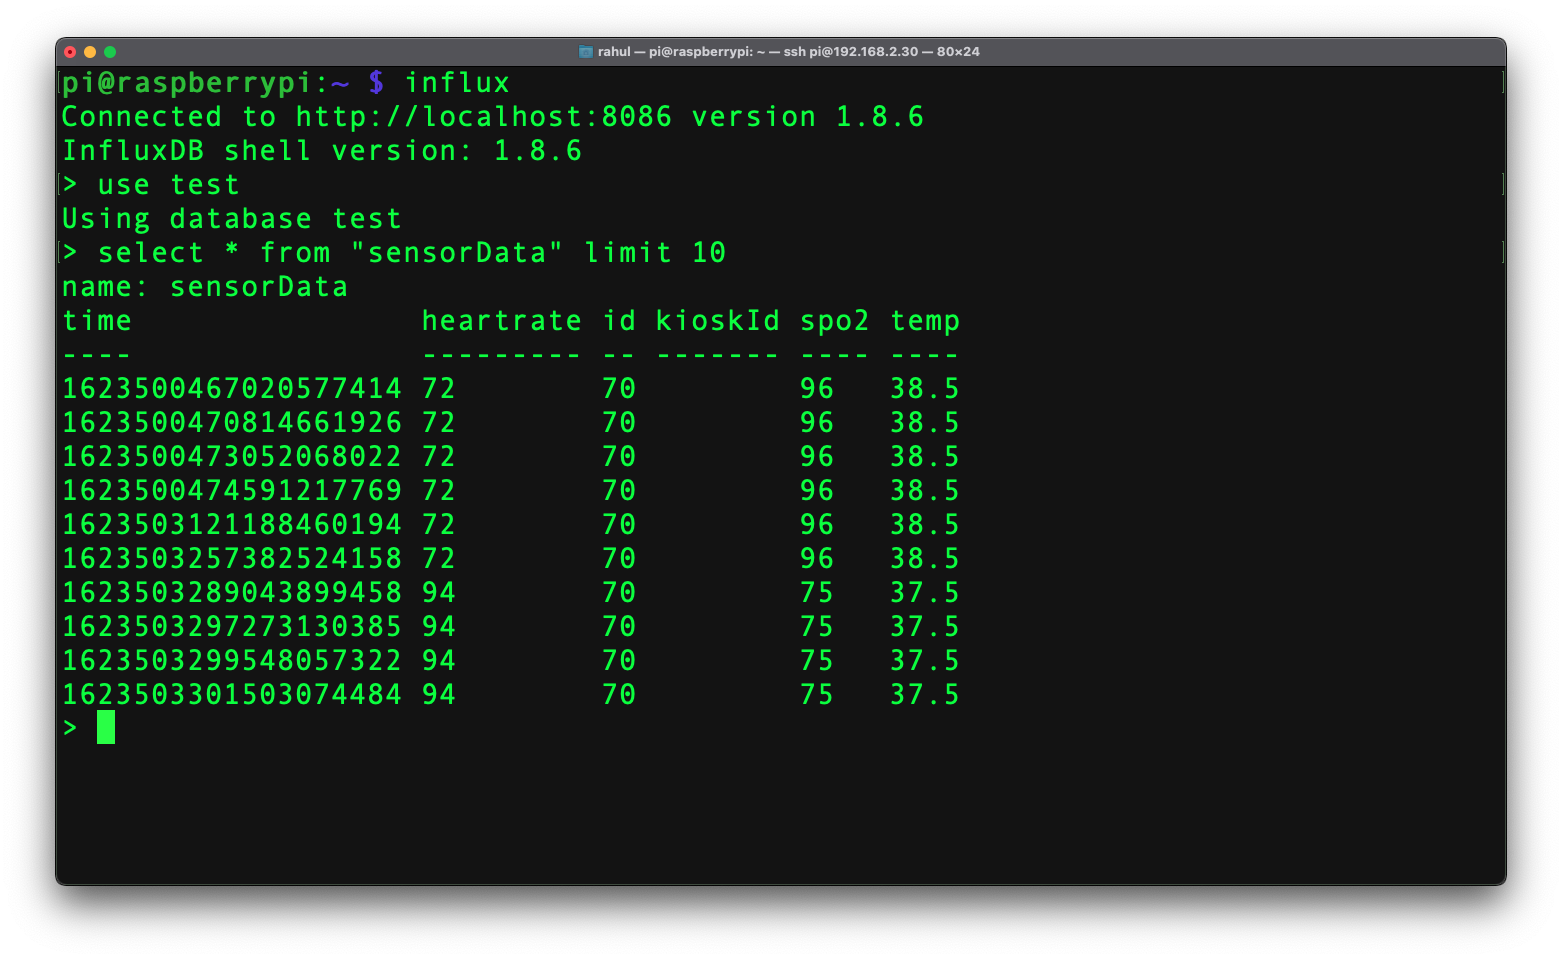 rahul — pi@raspberrypi: ~ — ssh pi@192.168.2.30 — 80×24
pi@raspberrypi:~ $ influx
Connected to http://localhost:8086 version 1.8.6
InfluxDB shell version: 1.8.6
> use test
Using database test
> select * from "sensorData" limit 10
name: sensorData
time                heartrate id kioskId spo2 temp
----                --------- -- ------- ---- ----
1623500467020577414 72        70         96   38.5
1623500470814661926 72        70         96   38.5
1623500473052068022 72        70         96   38.5
1623500474591217769 72        70         96   38.5
1623503121188460194 72        70         96   38.5
1623503257382524158 72        70         96   38.5
1623503289043899458 94        70         75   37.5
1623503297273130385 94        70         75   37.5
1623503299548057322 94        70         75   37.5
1623503301503074484 94        70         75   37.5
>